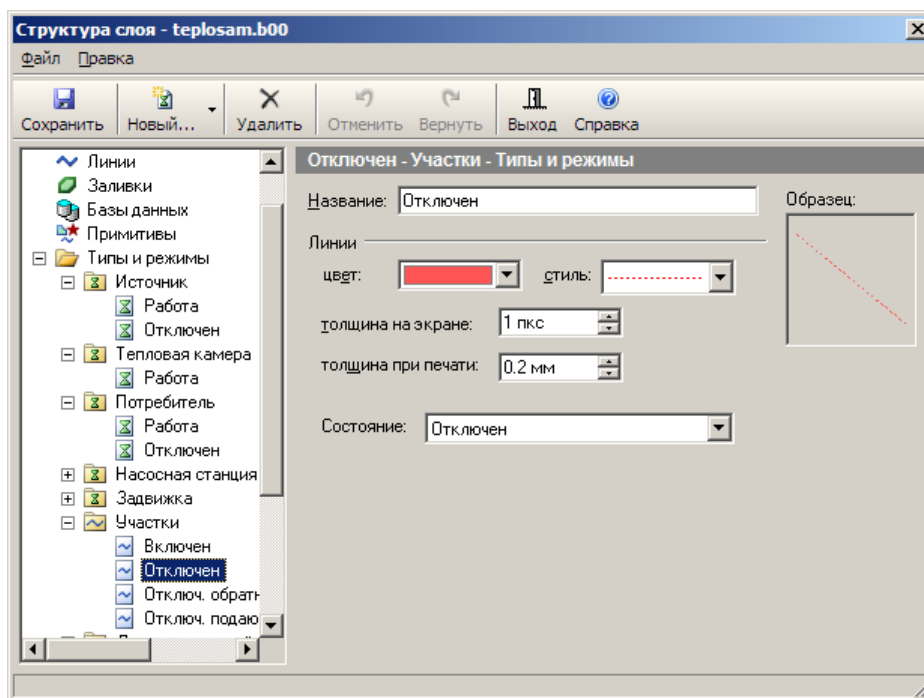 Структура слоя - teplosam.b00
Файл Правка
Сохранить Новый... Удалить Отменить Вернуть Выход Справка
Линии
Заливки
Базы данных
Примитивы
Типы и режимы
Источник
Работа
Отключен
Тепловая камера
Работа
Потребитель
Работа
Отключен
Насосная станция
Задвижка
Участки
Включен
Отключен
Отключ. обратн
Отключ. подаю
Отключен - Участки - Типы и режимы
Название: Отключен
Образец:
Линии
цвет: стиль:
толщина на экране: 1 пкс
толщина при печати: 0.2 мм
Состояние: Отключен